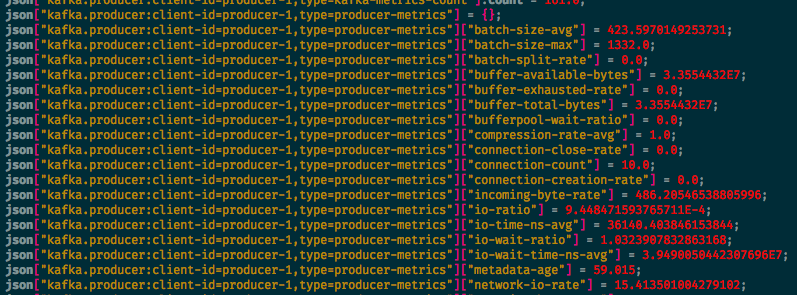 json["kafka.producer:client-id=producer-1,type=kafka-metrics-count"].count = 101.0;
json["kafka.producer:client-id=producer-1,type=producer-metrics"] = {};
json["kafka.producer:client-id=producer-1,type=producer-metrics"]["batch-size-avg"] = 423.5970149253731;
json["kafka.producer:client-id=producer-1,type=producer-metrics"]["batch-size-max"] = 1332.0;
json["kafka.producer:client-id=producer-1,type=producer-metrics"]["batch-split-rate"] = 0.0;
json["kafka.producer:client-id=producer-1,type=producer-metrics"]["buffer-available-bytes"] = 3.3554432E7;
json["kafka.producer:client-id=producer-1,type=producer-metrics"]["buffer-exhausted-rate"] = 0.0;
json["kafka.producer:client-id=producer-1,type=producer-metrics"]["buffer-total-bytes"] = 3.3554432E7;
json["kafka.producer:client-id=producer-1,type=producer-metrics"]["bufferpool-wait-ratio"] = 0.0;
json["kafka.producer:client-id=producer-1,type=producer-metrics"]["compression-rate-avg"] = 1.0;
json["kafka.producer:client-id=producer-1,type=producer-metrics"]["connection-close-rate"] = 0.0;
json["kafka.producer:client-id=producer-1,type=producer-metrics"]["connection-count"] = 10.0;
json["kafka.producer:client-id=producer-1,type=producer-metrics"]["connection-creation-rate"] = 0.0;
json["kafka.producer:client-id=producer-1,type=producer-metrics"]["incoming-byte-rate"] = 486.20546538805996;
json["kafka.producer:client-id=producer-1,type=producer-metrics"]["io-ratio"] = 9.448471593765711E-4;
json["kafka.producer:client-id=producer-1,type=producer-metrics"]["io-time-ns-avg"] = 36140.403846153844;
json["kafka.producer:client-id=producer-1,type=producer-metrics"]["io-wait-ratio"] = 1.0323907832863168;
json["kafka.producer:client-id=producer-1,type=producer-metrics"]["io-wait-time-ns-avg"] = 3.9490050442307696E7;
json["kafka.producer:client-id=producer-1,type=producer-metrics"]["metadata-age"] = 59.015;
json["kafka.producer:client-id=producer-1,type=producer-metrics"]["network-io-rate"] = 15.413501004279102;